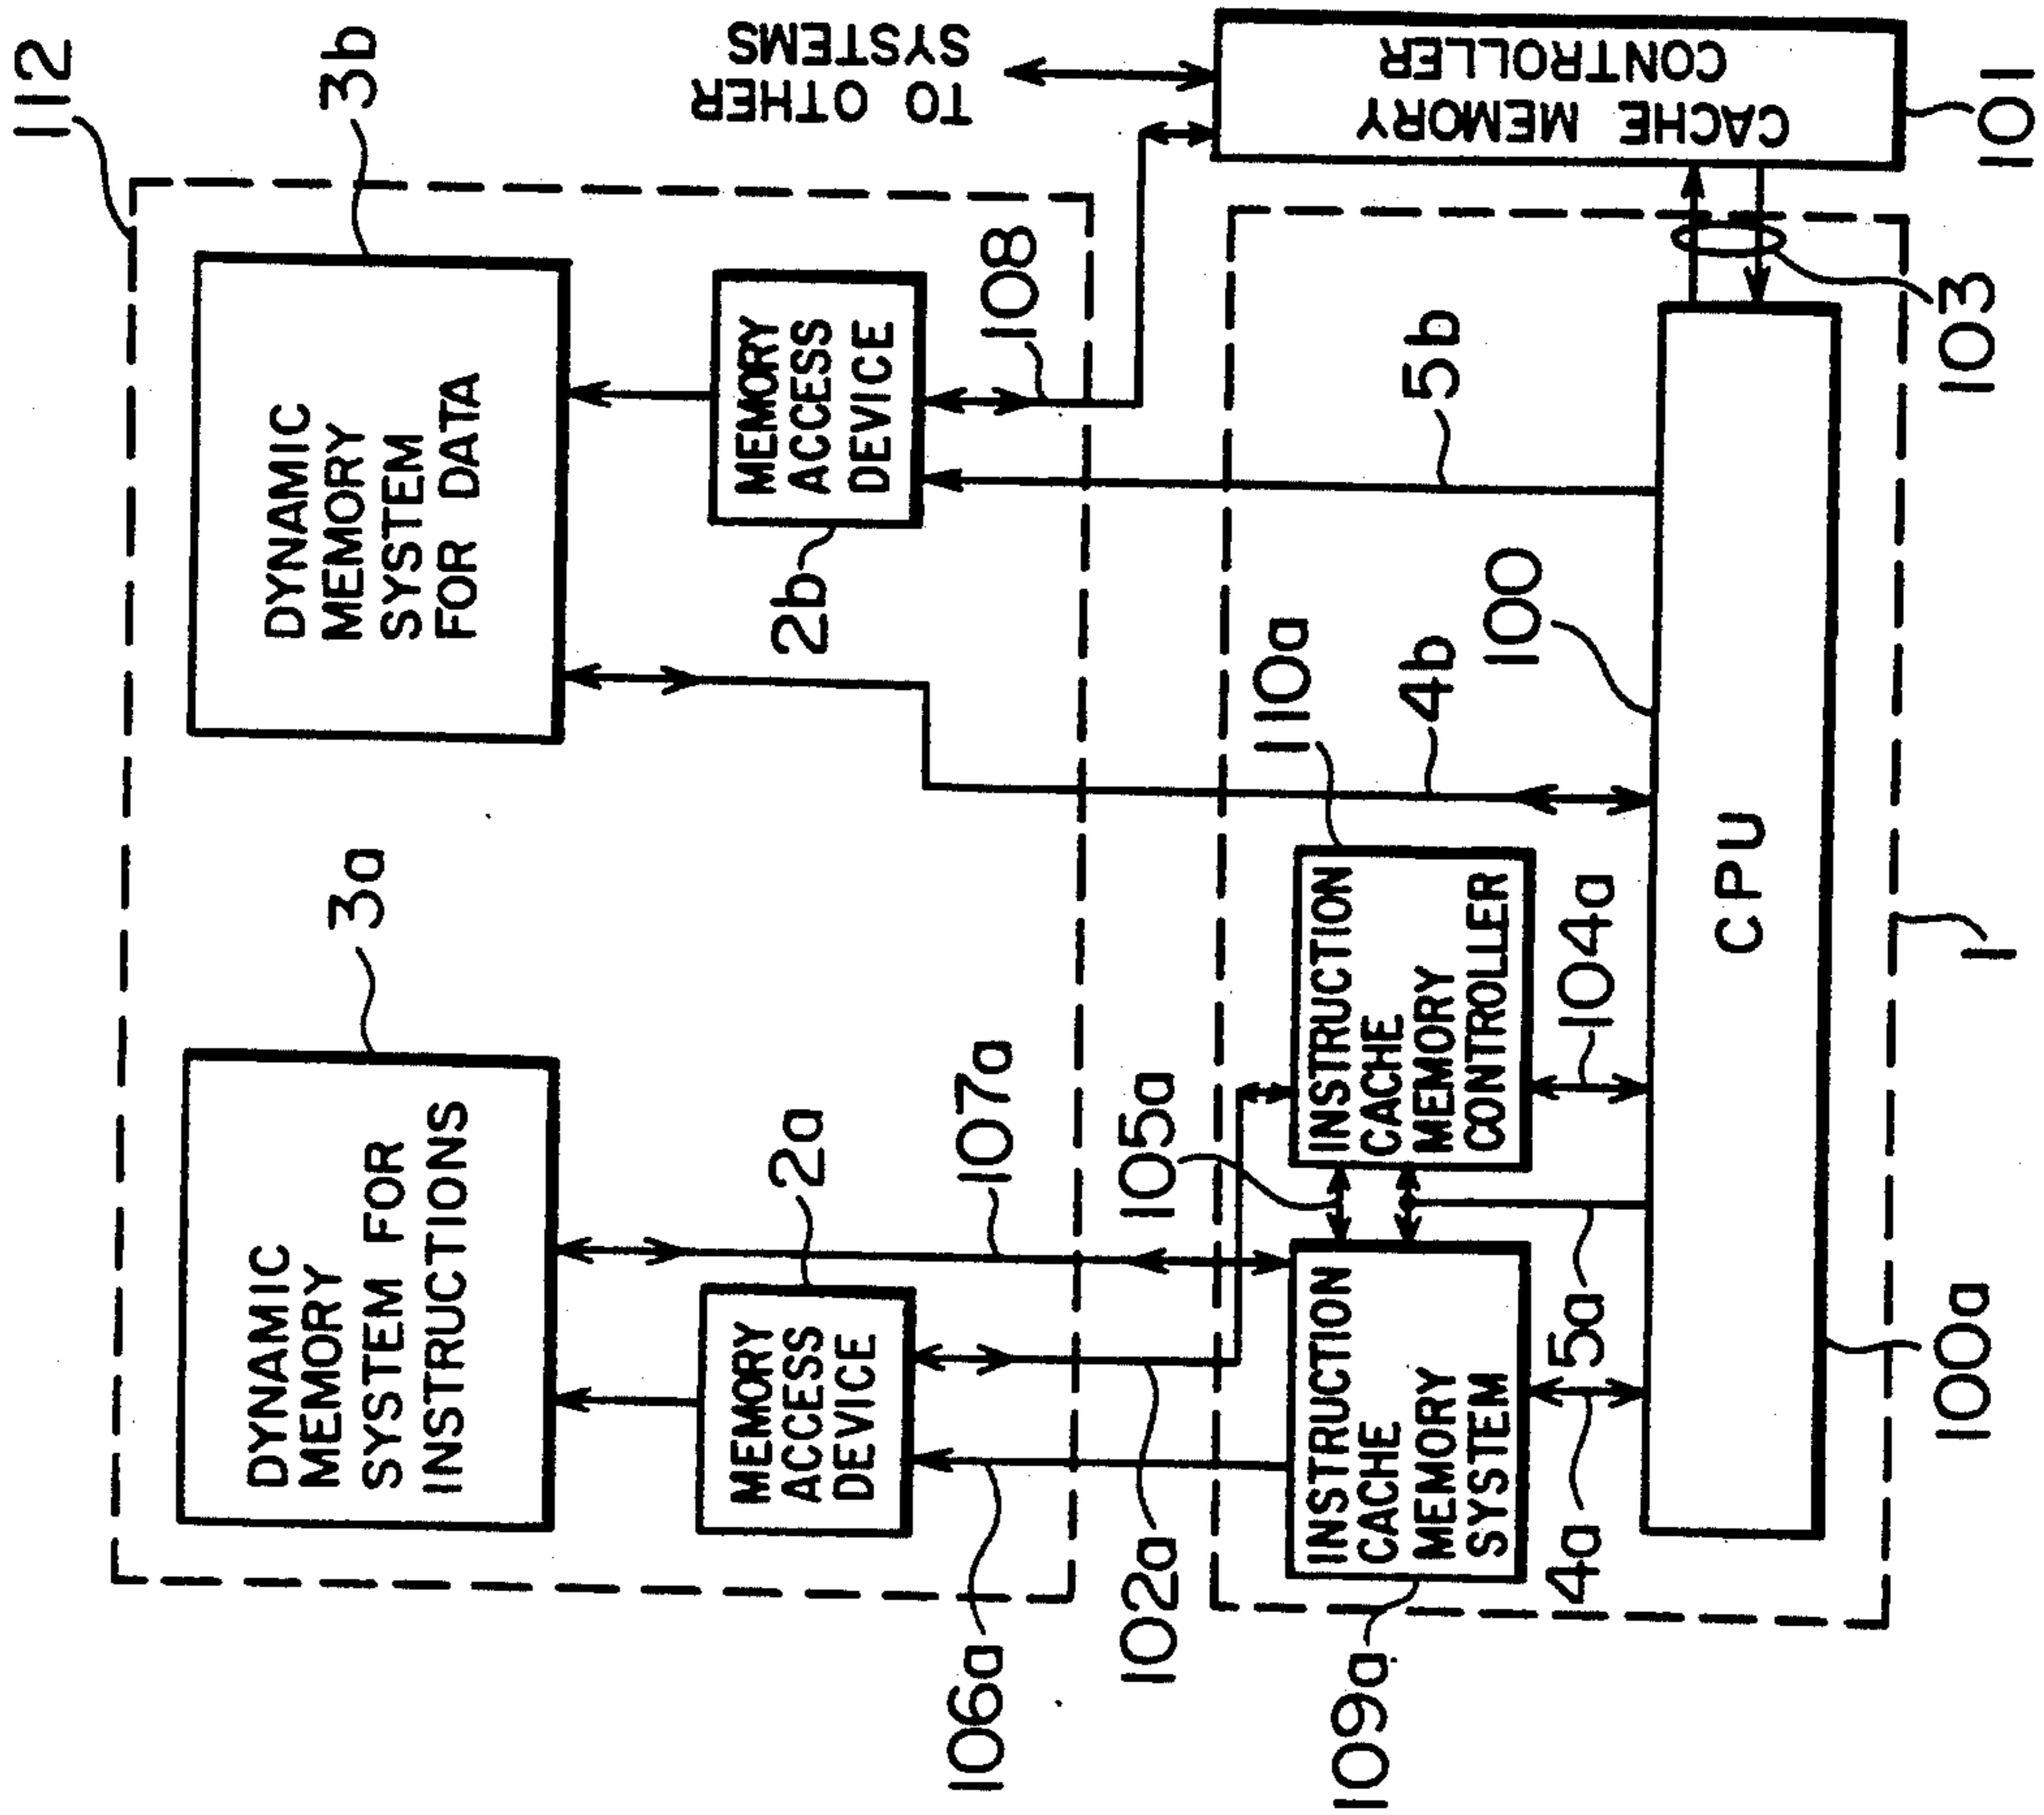 112
3a
3b
DYNAMIC
MEMORY
SYSTEM FOR
INSTRUCTIONS
DYNAMIC
MEMORY
SYSTEM
FOR DATA
2a
MEMORY
ACCESS
DEVICE
2b
MEMORY
ACCESS
DEVICE
TO OTHER
SYSTEMS
106a
107a
108
102a
105a
109a
110a
INSTRUCTION
CACHE
MEMORY
SYSTEM
INSTRUCTION
CACHE
MEMORY
CONTROLLER
4b
5b
4a
5a
104a
100
CPU
CACHE MEMORY
CONTROLLER
100a
1
103
101